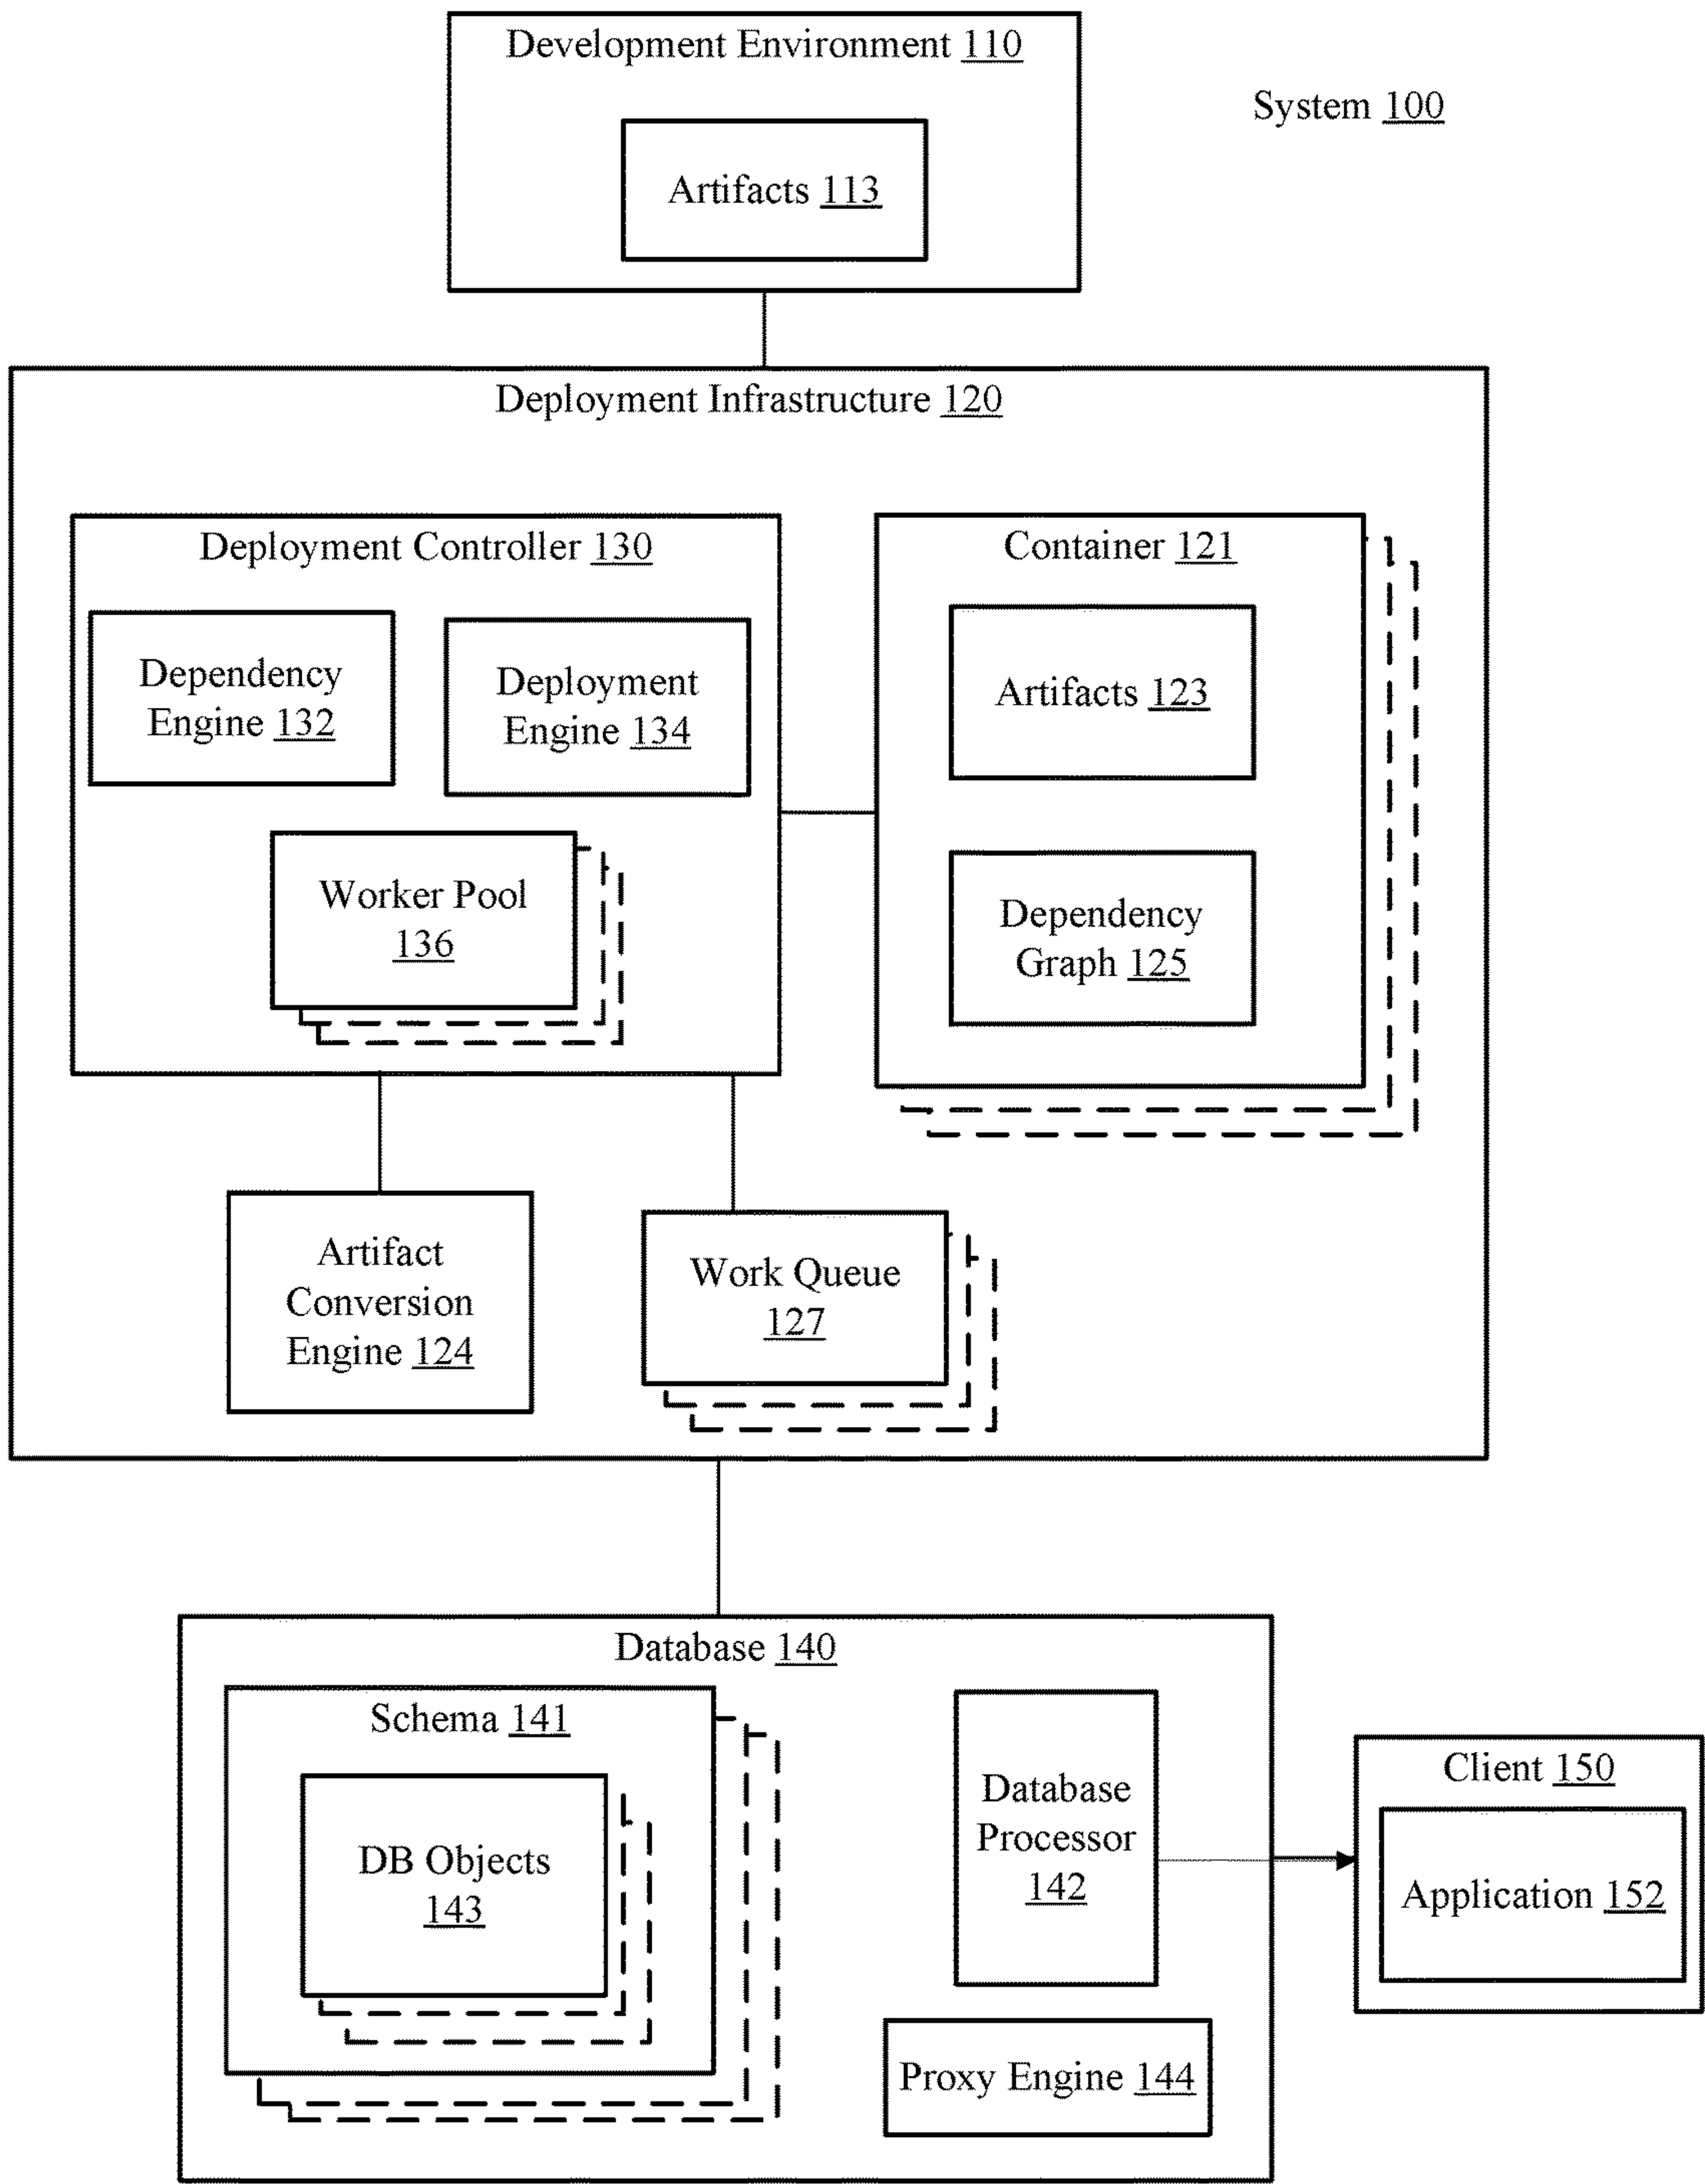 Development Environment 110
System 100
Artifacts 113
Deployment Infrastructure 120
Deployment Controller 130
Dependency
Engine 132
Deployment
Engine 134
Worker Pool
136
Container 121
Artifacts 123
Dependency
Graph 125
Artifact
Conversion
Engine 124
Work Queue
127
Database 140
Schema 141
DB Objects
143
Database
Processor
142
Proxy Engine 144
Client 150
Application 152